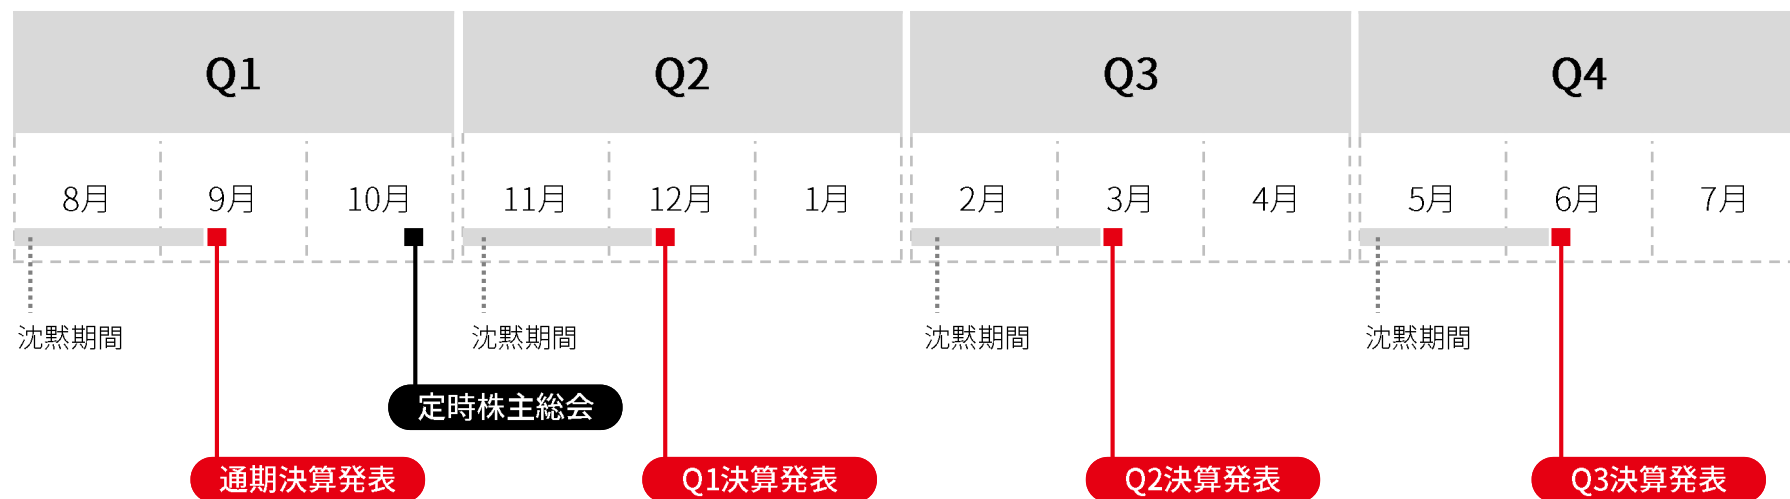 Q1 Q2 Q3 Q4
8月 9月 10月 11月 12月 1月 2月 3月 4月 5月 6月 7月
沈黙期間 沈黙期間 沈黙期間 沈黙期間
定時株主総会
通期決算発表 Q1決算発表 Q2決算発表 Q3決算発表